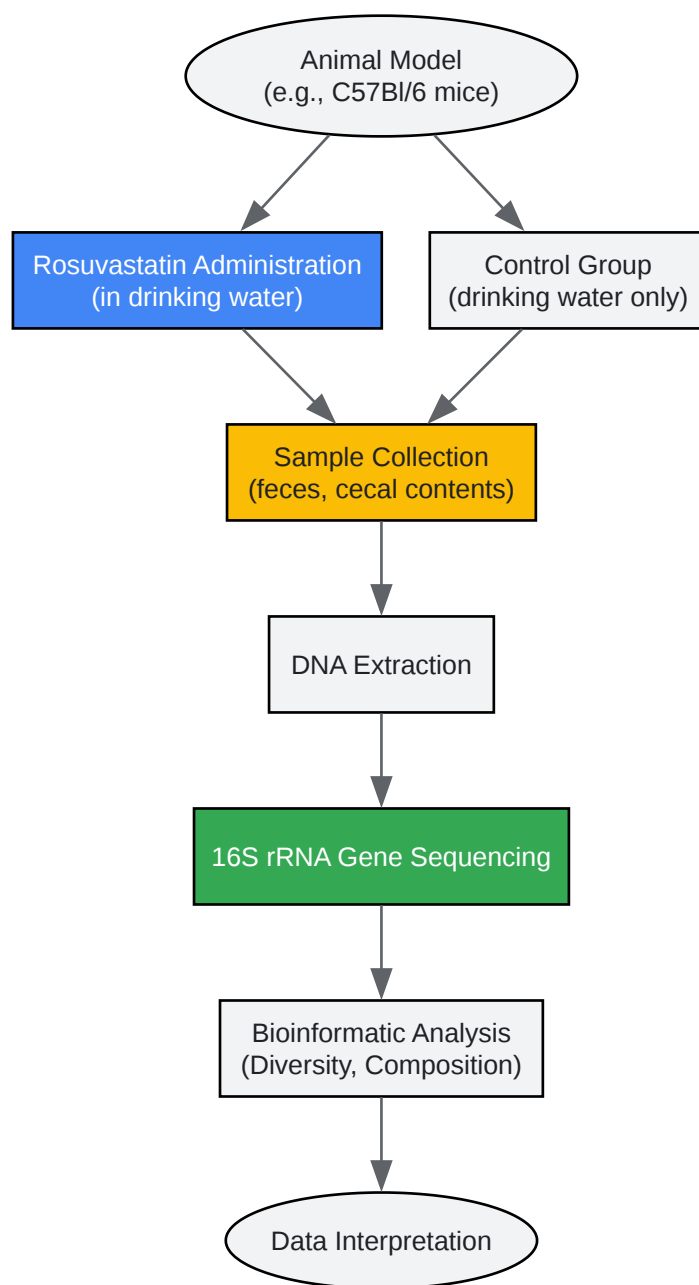 Animal Model
(e.g., C57Bl/6 mice)
Rosuvastatin Administration
(in drinking water)
Control Group
(drinking water only)
Sample Collection
(feces, cecal contents)
DNA Extraction
16S rRNA Gene Sequencing
Bioinformatic Analysis
(Diversity, Composition)
Data Interpretation